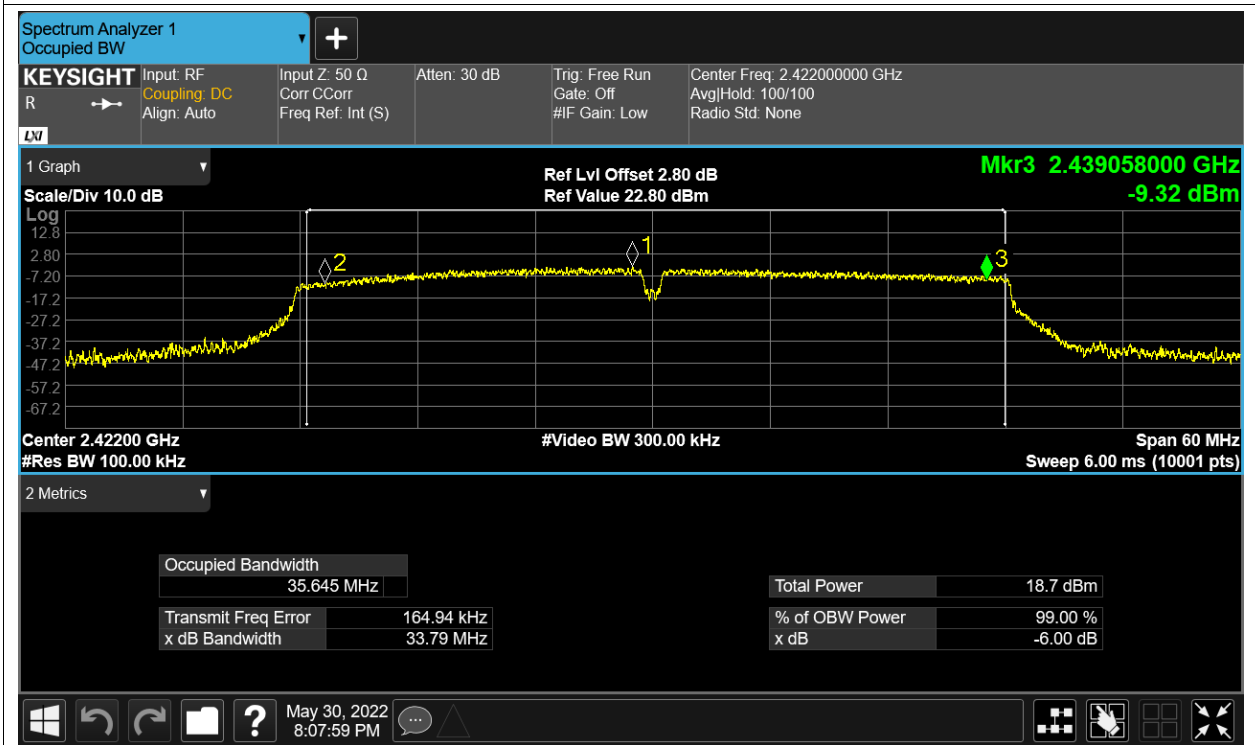 Spectrum Analyzer 1
Occupied BW
KEYSIGHT
R
LXI
Input: RF
Coupling: DC
Align: Auto
Input Z: 50 Ω
Corr CCorr
Freq Ref: Int (S)
Atten: 30 dB
Trig: Free Run
Gate: Off
#IF Gain: Low
Center Freq: 2.422000000 GHz
Avg|Hold: 100/100
Radio Std: None
1 Graph
Scale/Div 10.0 dB
Ref Lvl Offset 2.80 dB
Ref Value 22.80 dBm
Mkr3 2.439058000 GHz
-9.32 dBm
Log
12.8
2.80
-7.20
-17.2
-27.2
-37.2
-47.2
-57.2
-67.2
2
1
3
Center 2.42200 GHz
#Res BW 100.00 kHz
#Video BW 300.00 kHz
Span 60 MHz
Sweep 6.00 ms (10001 pts)
2 Metrics
Occupied Bandwidth
35.645 MHz
Transmit Freq Error 164.94 kHz
x dB Bandwidth 33.79 MHz
Total Power 18.7 dBm
% of OBW Power 99.00 %
x dB -6.00 dB
?
May 30, 2022
8:07:59 PM